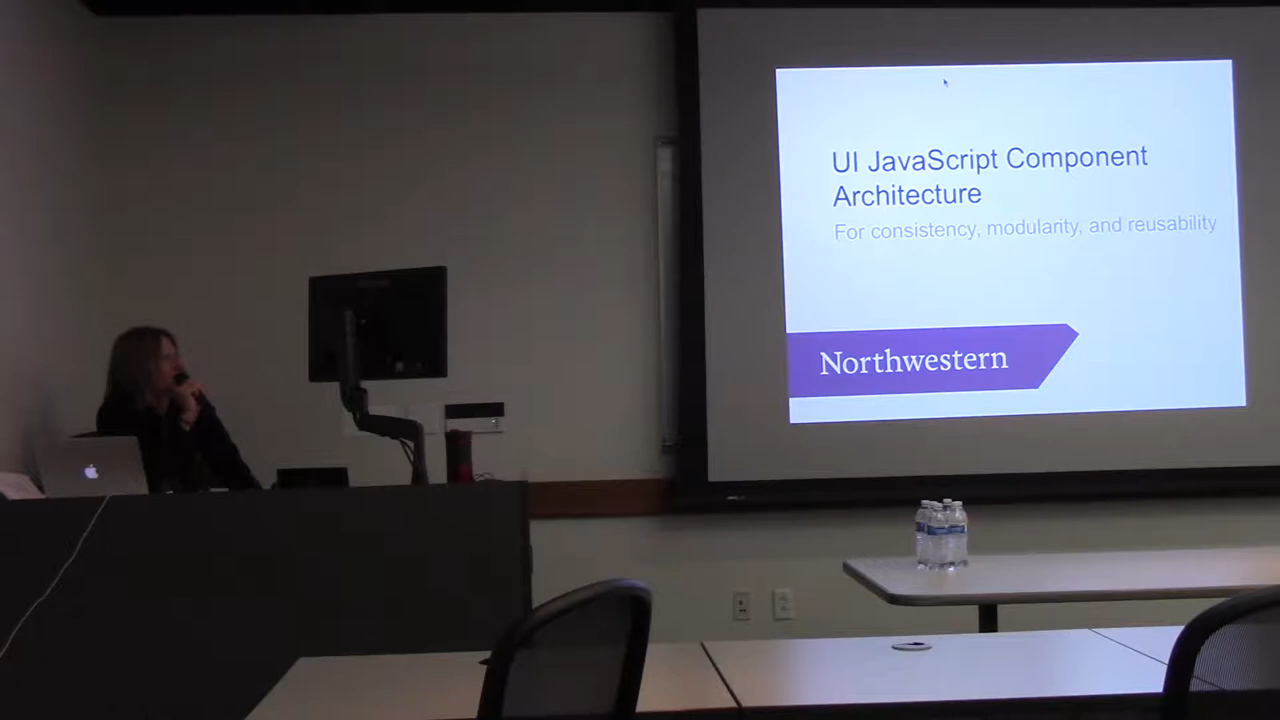 UI JavaScript Component
Architecture
For consistency, modularity, and reusability
Northwestern